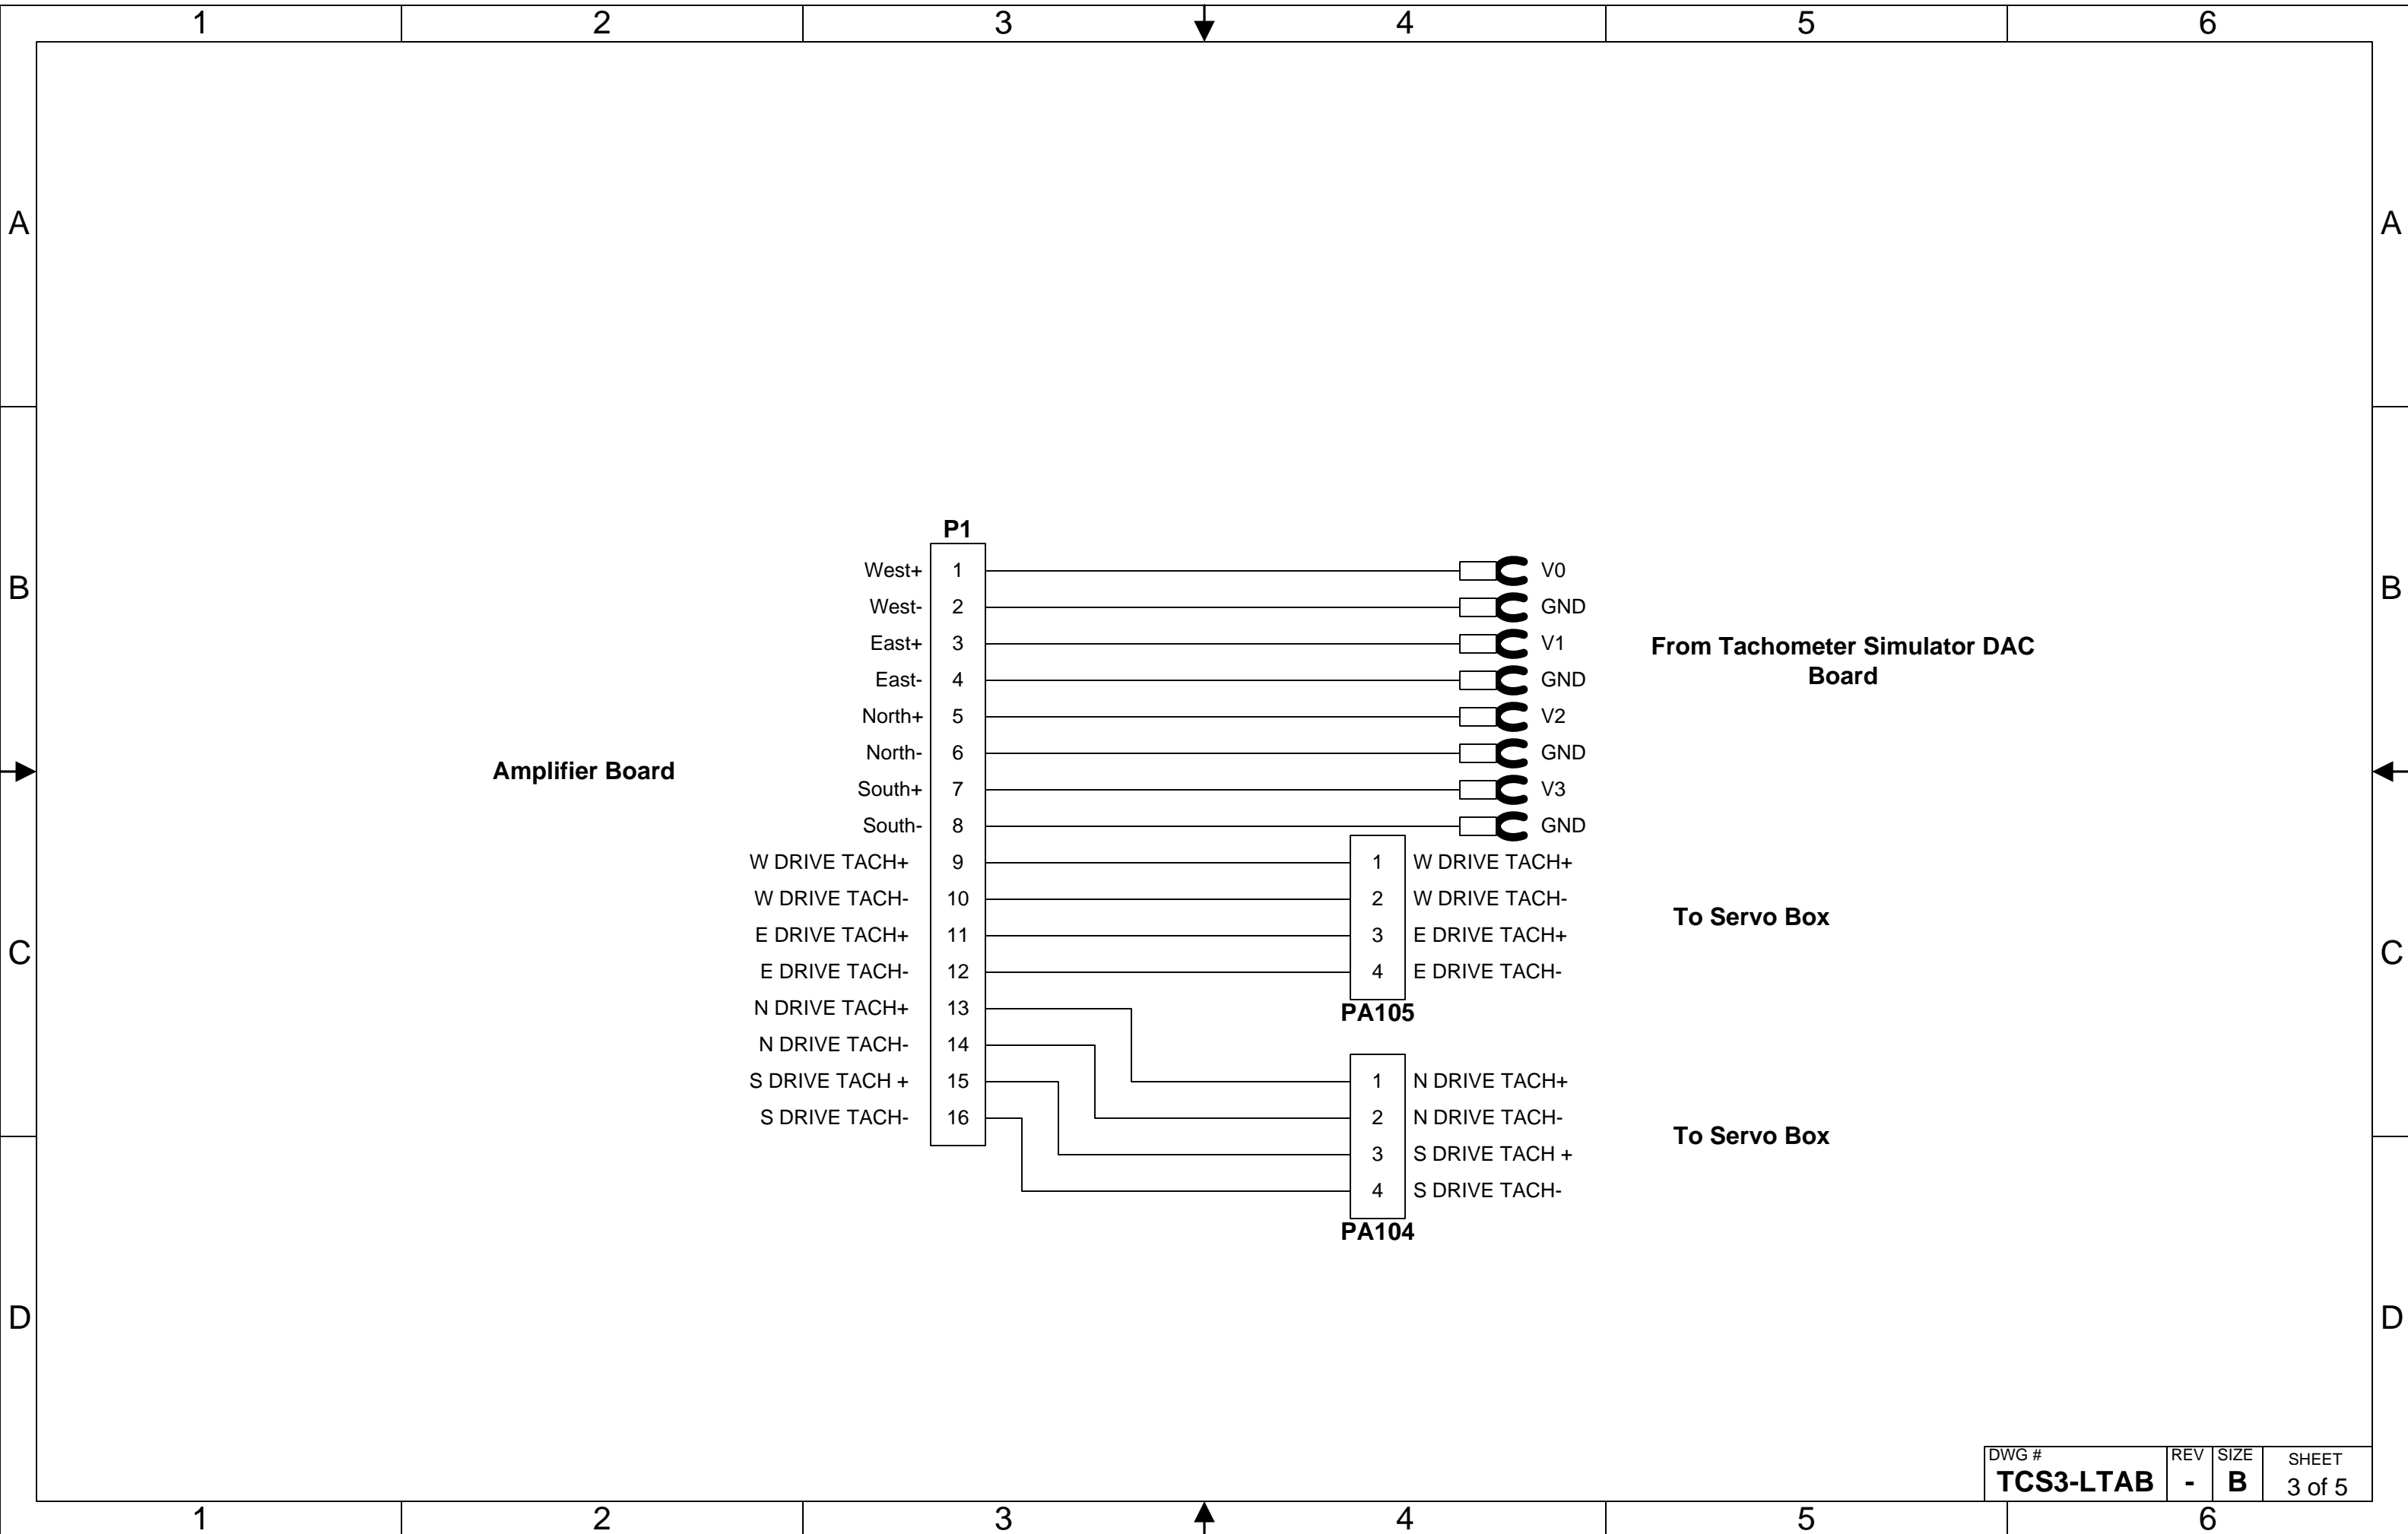 1 2 3 4 5 6
A A
P1
West+ 1 V0
West- 2 GND
B B
East+ 3 V1
From Tachometer Simulator DAC
Board
East- 4 GND
North+ 5 V2
North- 6 GND
Amplifier Board
South+ 7 V3
South- 8 GND
W DRIVE TACH+ 9 1 W DRIVE TACH+
W DRIVE TACH- 10 2 W DRIVE TACH-
To Servo Box
E DRIVE TACH+ 11 3 E DRIVE TACH+
C C
E DRIVE TACH- 12 4 E DRIVE TACH-
N DRIVE TACH+ 13
PA105
N DRIVE TACH- 14
S DRIVE TACH + 15 1 N DRIVE TACH+
S DRIVE TACH- 16 2 N DRIVE TACH-
To Servo Box
3 S DRIVE TACH +
4 S DRIVE TACH-
PA104
D D
DWG # REV SIZE SHEET
TCS3-LTAB - B 3 of 5
1 2 3 4 5 6